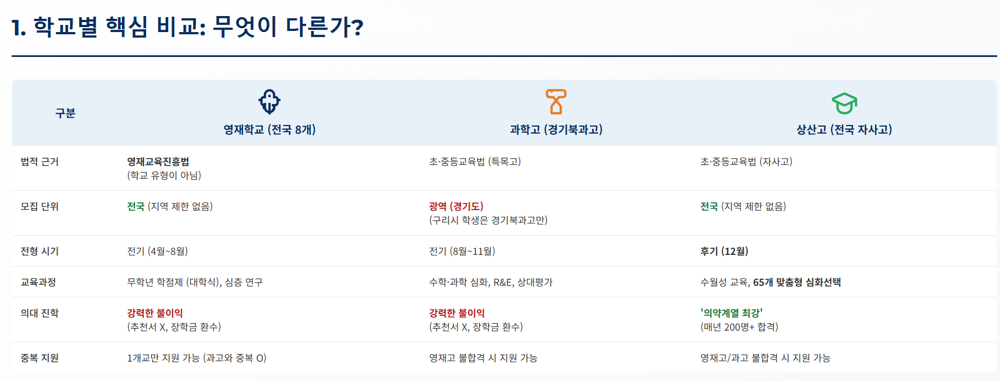 1. 학교별 핵심 비교: 무엇이 다른가?
구분
영재학교 (전국 8개)
과학고 (경기북과고)
상산고 (전국 자사고)
법적 근거
영재교육진흥법
(학교 유형이 아님)
초·중등교육법 (특목고)
초·중등교육법 (자사고)
모집 단위
전국 (지역 제한 없음)
광역 (경기도)
(구리시 학생은 경기북과고만)
전국 (지역 제한 없음)
전형 시기
전기 (4월~8월)
전기 (8월~11월)
후기 (12월)
교육과정
무학년 학점제 (대학식), 심층 연구
수학·과학 심화, R&E, 상대평가
수월성 교육, 65개 맞춤형 심화선택
의대 진학
강력한 불이익
(추천서 X, 장학금 환수)
강력한 불이익
(추천서 X, 장학금 환수)
'의약계열 최강'
(매년 200명+ 합격)
중복 지원
1개교만 지원 가능 (과고와 중복 O)
영재고 불합격 시 지원 가능
영재고/과고 불합격 시 지원 가능